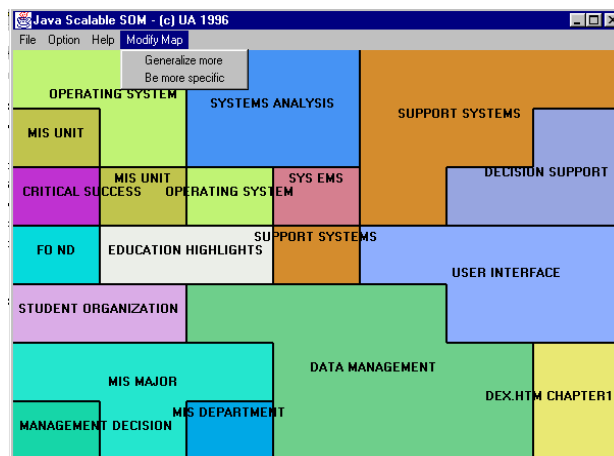 Java Scalable SOM - (c) UA 1996
File Option Help Modify Map
Generalize more
Be more specific
OPERATING SYSTEM
SYSTEMS ANALYSIS
SUPPORT SYSTEMS
MIS UNIT
DECISION SUPPORT
CRITICAL SUCCESS
MIS UNIT
OPERATING SYSTEM
SYS EMS
SUPPORT SYSTEMS
FO ND
EDUCATION HIGHLIGHTS
USER INTERFACE
STUDENT ORGANIZATION
DATA MANAGEMENT
MIS MAJOR
DEX.HTM CHAPTER1
MIS DEPARTMENT
MANAGEMENT DECISION